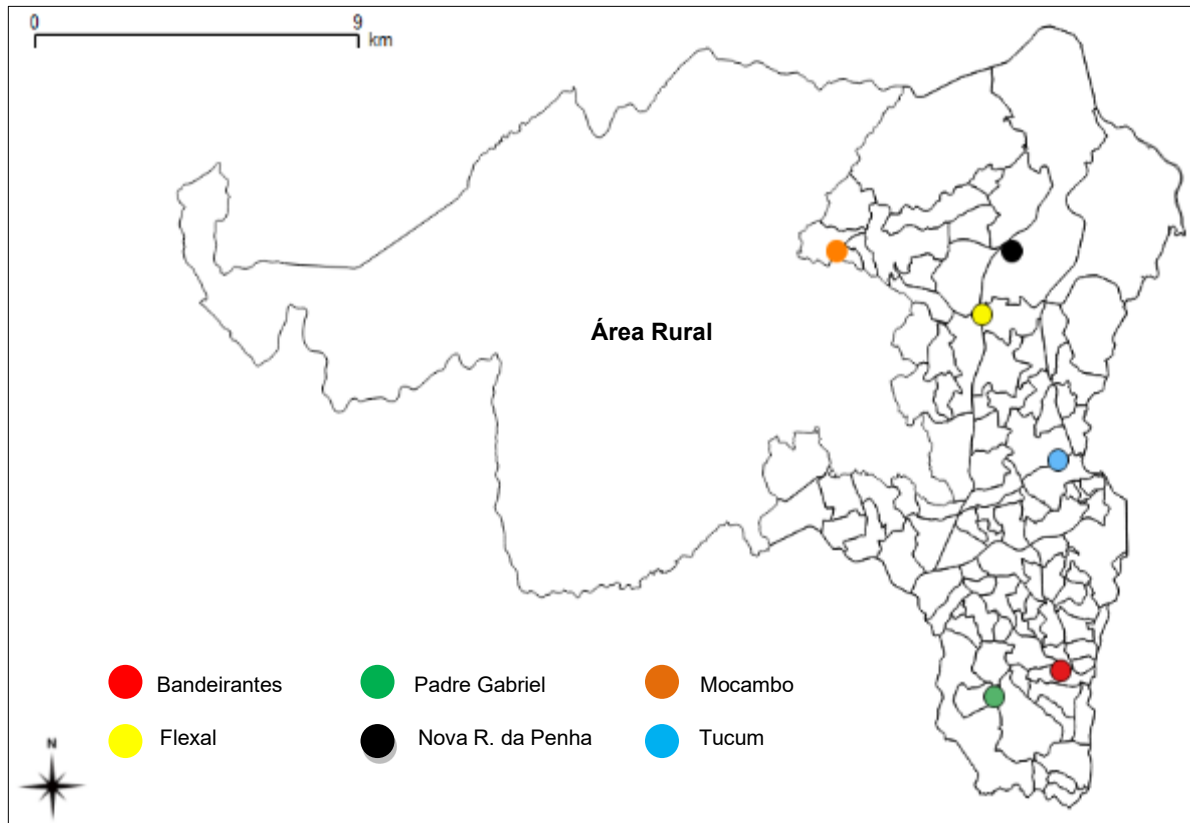 0 9
km
Área Rural
Bandeirantes Padre Gabriel Mocambo
Flexal Nova R. da Penha Tucum
N